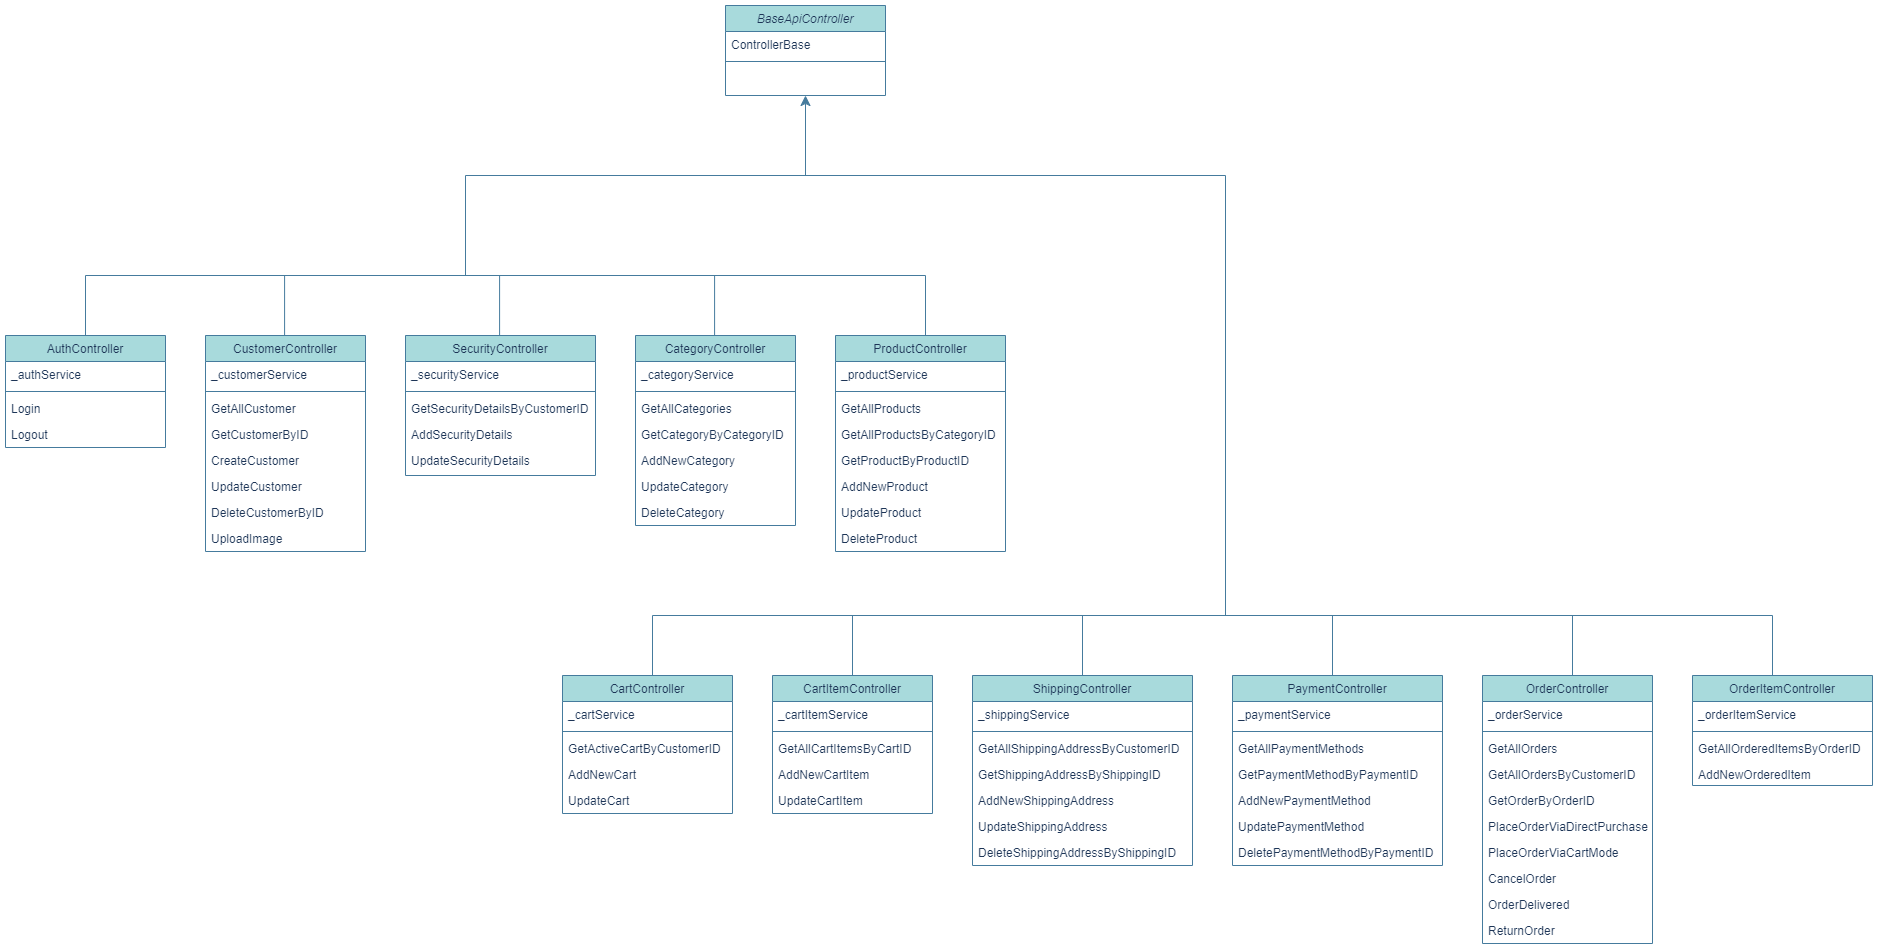 BaseApiController
ControllerBase
AuthController
_authService
Login
Logout
CustomerController
_customerService
GetAllCustomer
GetCustomerByID
CreateCustomer
UpdateCustomer
DeleteCustomerByID
UploadImage
SecurityController
_securityService
GetSecurityDetailsByCustomerID
AddSecurityDetails
UpdateSecurityDetails
CategoryController
_categoryService
GetAllCategories
GetCategoryByCategoryID
AddNewCategory
UpdateCategory
DeleteCategory
ProductController
_productService
GetAllProducts
GetAllProductsByCategoryID
GetProductByProductID
AddNewProduct
UpdateProduct
DeleteProduct
CartController
_cartService
GetActiveCartByCustomerID
AddNewCart
UpdateCart
CartItemController
_cartItemService
GetAllCartItemsByCartID
AddNewCartItem
UpdateCartItem
ShippingController
_shippingService
GetAllShippingAddressByCustomerID
GetShippingAddressByShippingID
AddNewShippingAddress
UpdateShippingAddress
DeleteShippingAddressByShippingID
PaymentController
_paymentService
GetAllPaymentMethods
GetPaymentMethodByPaymentID
AddNewPaymentMethod
UpdatePaymentMethod
DeletePaymentMethodByPaymentID
OrderController
_orderService
GetAllOrders
GetAllOrdersByCustomerID
GetOrderByOrderID
PlaceOrderViaDirectPurchase
PlaceOrderViaCartMode
CancelOrder
OrderDelivered
ReturnOrder
OrderItemController
_orderItemService
GetAllOrderedItemsByOrderID
AddNewOrderedItem